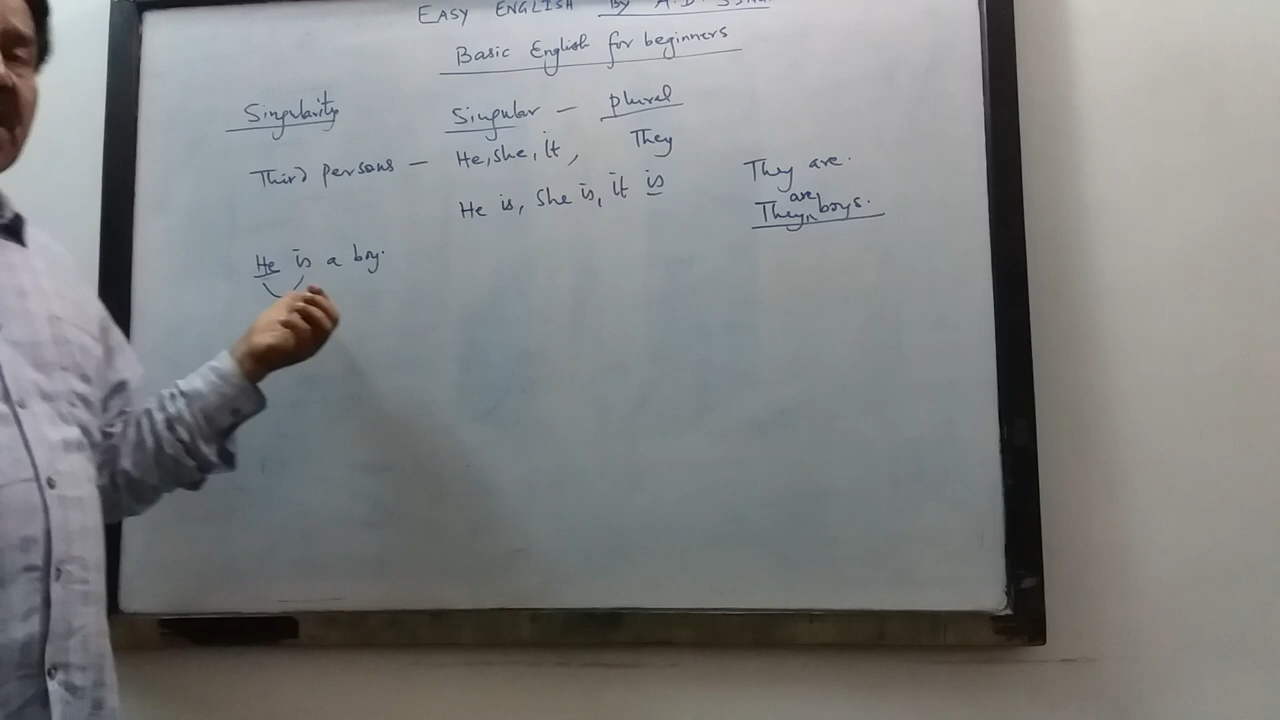 EASY ENGLISH BY A.D.
Basic English for beginners
Singularity Singular — plural
Third persons — He, she, it, They
He is, She is, it is They are.
They are boys.
He is a boy.